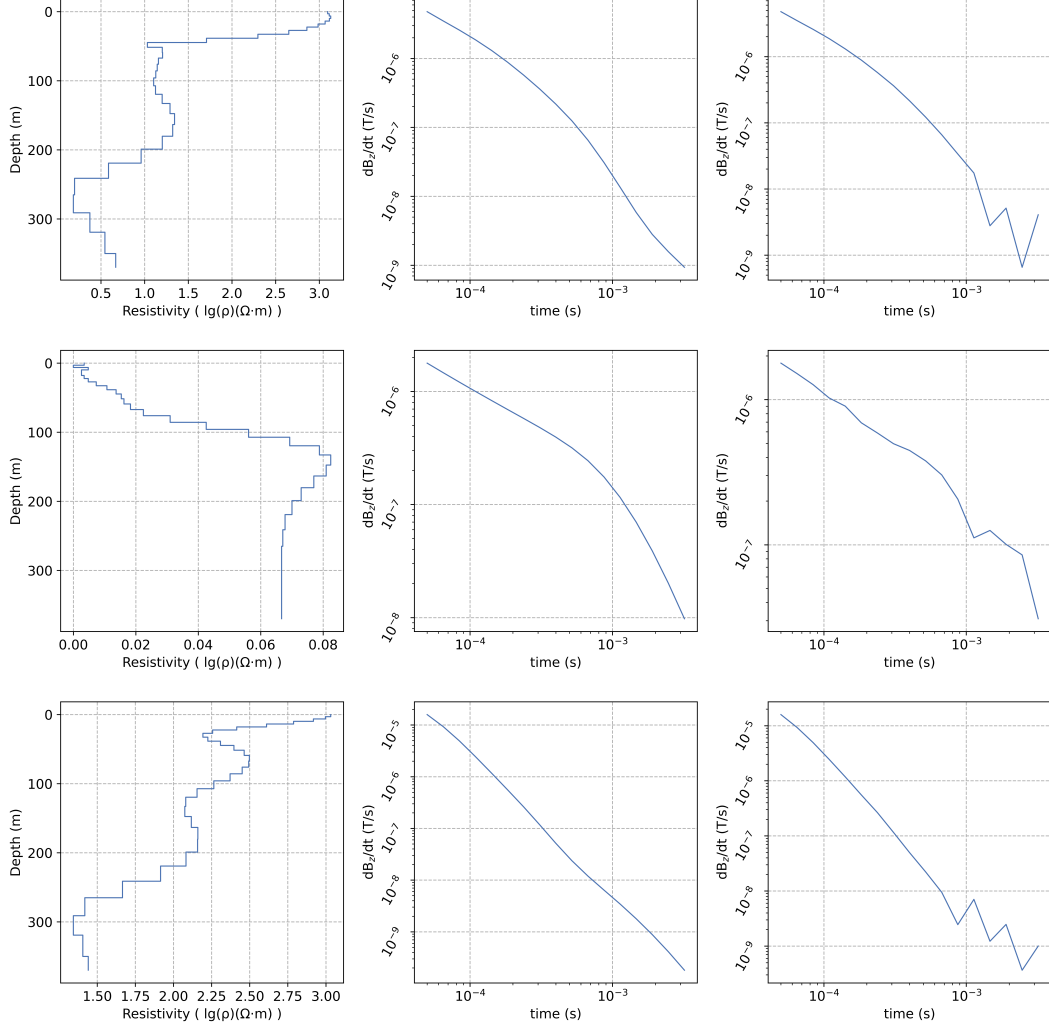 0
100
200
300
Depth (m)
0.5 1.0 1.5 2.0 2.5 3.0
Resistivity ( lg(ρ)(Ω·m) )
10⁻⁶
10⁻⁷
10⁻⁸
10⁻⁹
dB_z/dt (T/s)
10⁻⁴ 10⁻³
time (s)
10⁻⁶
10⁻⁷
10⁻⁸
10⁻⁹
dB_z/dt (T/s)
10⁻⁴ 10⁻³
time (s)
0
100
200
300
Depth (m)
0.00 0.02 0.04 0.06 0.08
Resistivity ( lg(ρ)(Ω·m) )
10⁻⁶
10⁻⁷
10⁻⁸
dB_z/dt (T/s)
10⁻⁴ 10⁻³
time (s)
10⁻⁶
10⁻⁷
dB_z/dt (T/s)
10⁻⁴ 10⁻³
time (s)
0
100
200
300
Depth (m)
1.50 1.75 2.00 2.25 2.50 2.75 3.00
Resistivity ( lg(ρ)(Ω·m) )
10⁻⁵
10⁻⁶
10⁻⁷
10⁻⁸
10⁻⁹
dB_z/dt (T/s)
10⁻⁴ 10⁻³
time (s)
10⁻⁵
10⁻⁶
10⁻⁷
10⁻⁸
10⁻⁹
dB_z/dt (T/s)
10⁻⁴ 10⁻³
time (s)